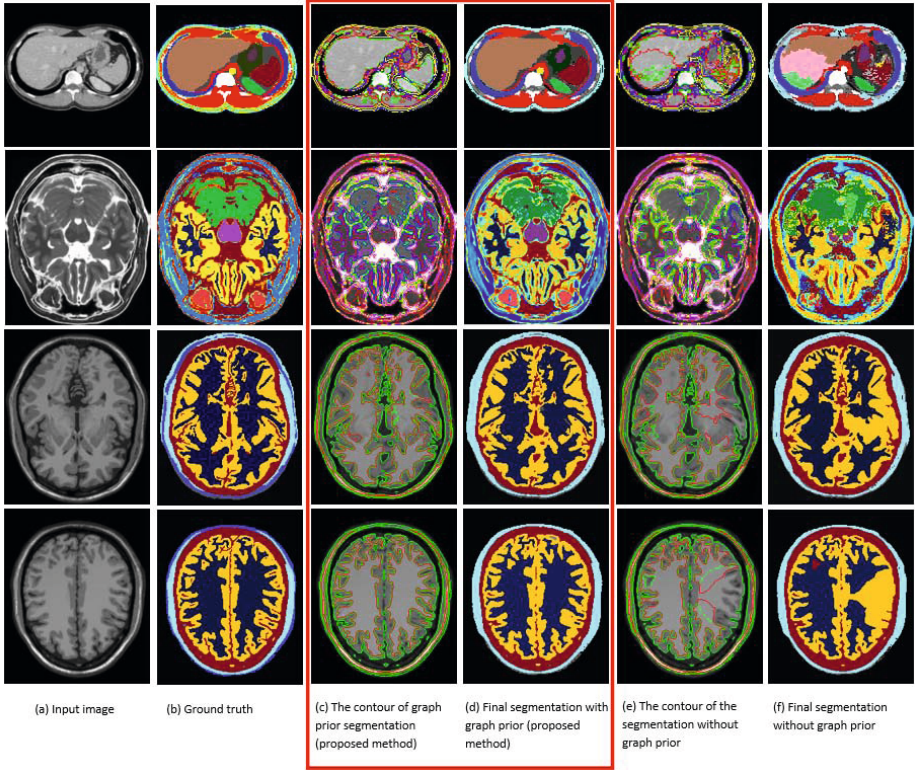 (a) Input image
(b) Ground truth
(c) The contour of graph
prior segmentation
(proposed method)
(d) Final segmentation with
graph prior (proposed
method)
(e) The contour of the
segmentation without
graph prior
(f) Final segmentation
without graph prior